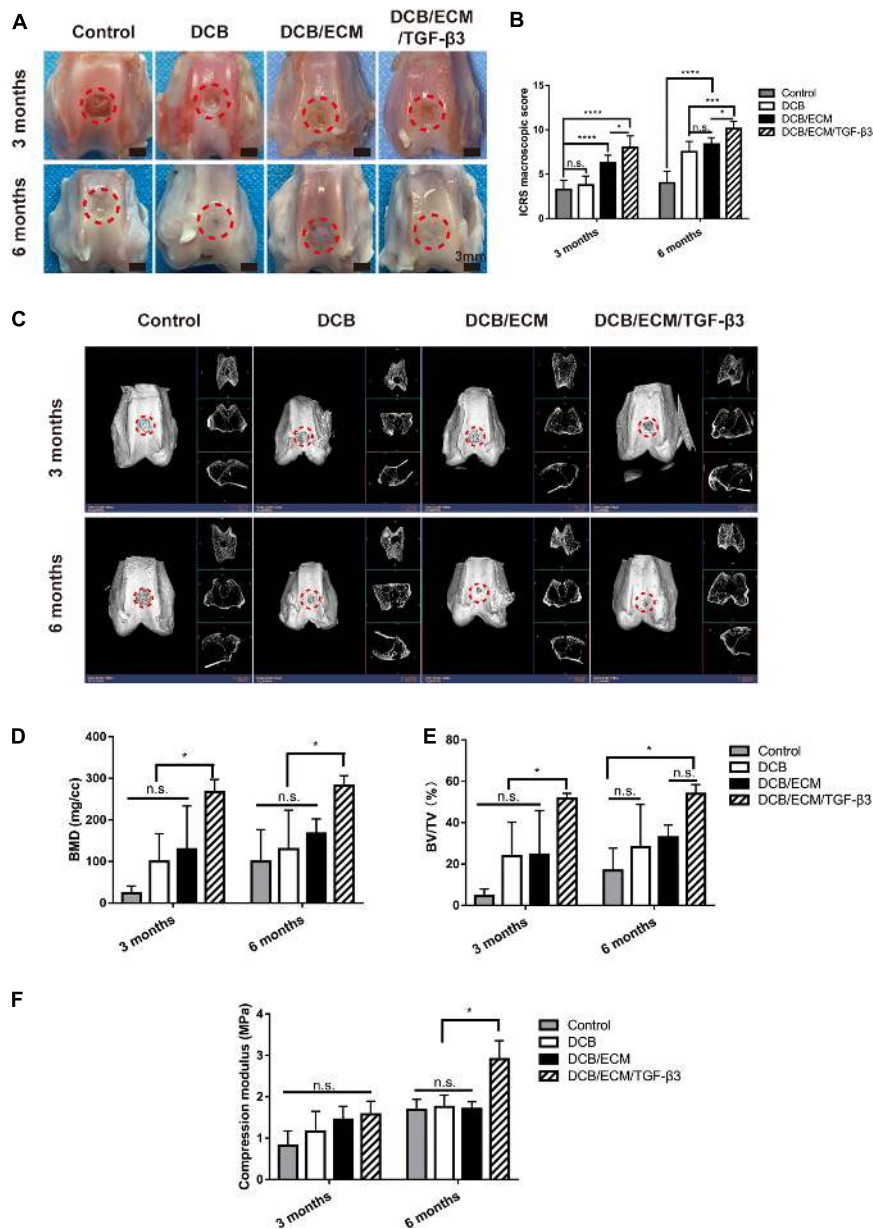 A
Control
DCB
DCB/ECM
DCB/ECM
/TGF-β3
3 months
6 months
3mm
B
ICRS macroscopic score
15
10
5
0
****
****
n.s.
*
****
***
n.s.
*
3 months
6 months
Control
DCB
DCB/ECM
DCB/ECM/TGF-β3
C
Control
DCB
DCB/ECM
DCB/ECM/TGF-β3
3 months
6 months
D
BMD (mg/cc)
400
300
200
100
0
n.s.
*
n.s.
*
3 months
6 months
E
BV/TV (%)
80
60
40
20
0
n.s.
*
n.s.
*
n.s.
3 months
6 months
Control
DCB
DCB/ECM
DCB/ECM/TGF-β3
F
Compression modulus (MPa)
4
3
2
1
0
n.s.
n.s.
*
3 months
6 months
Control
DCB
DCB/ECM
DCB/ECM/TGF-β3